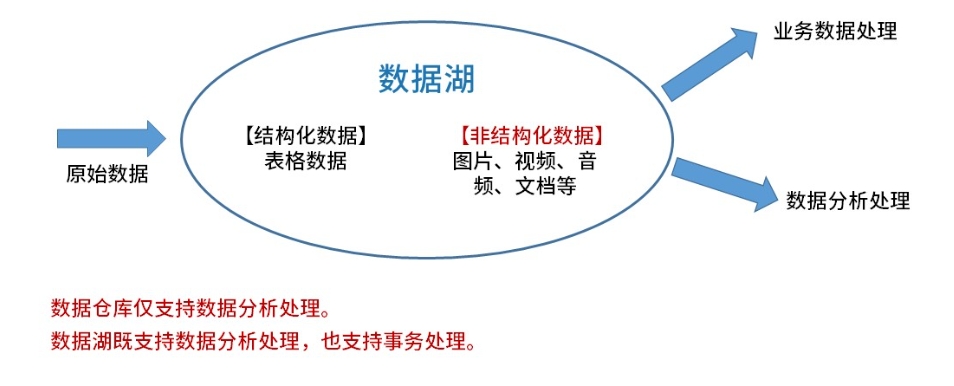 数据湖
业务数据处理
【结构化数据】
表格数据
【非结构化数据】
图片、视频、音
频、文档等
原始数据
数据分析处理
数据仓库仅支持数据分析处理。
数据湖既支持数据分析处理，也支持事务处理。